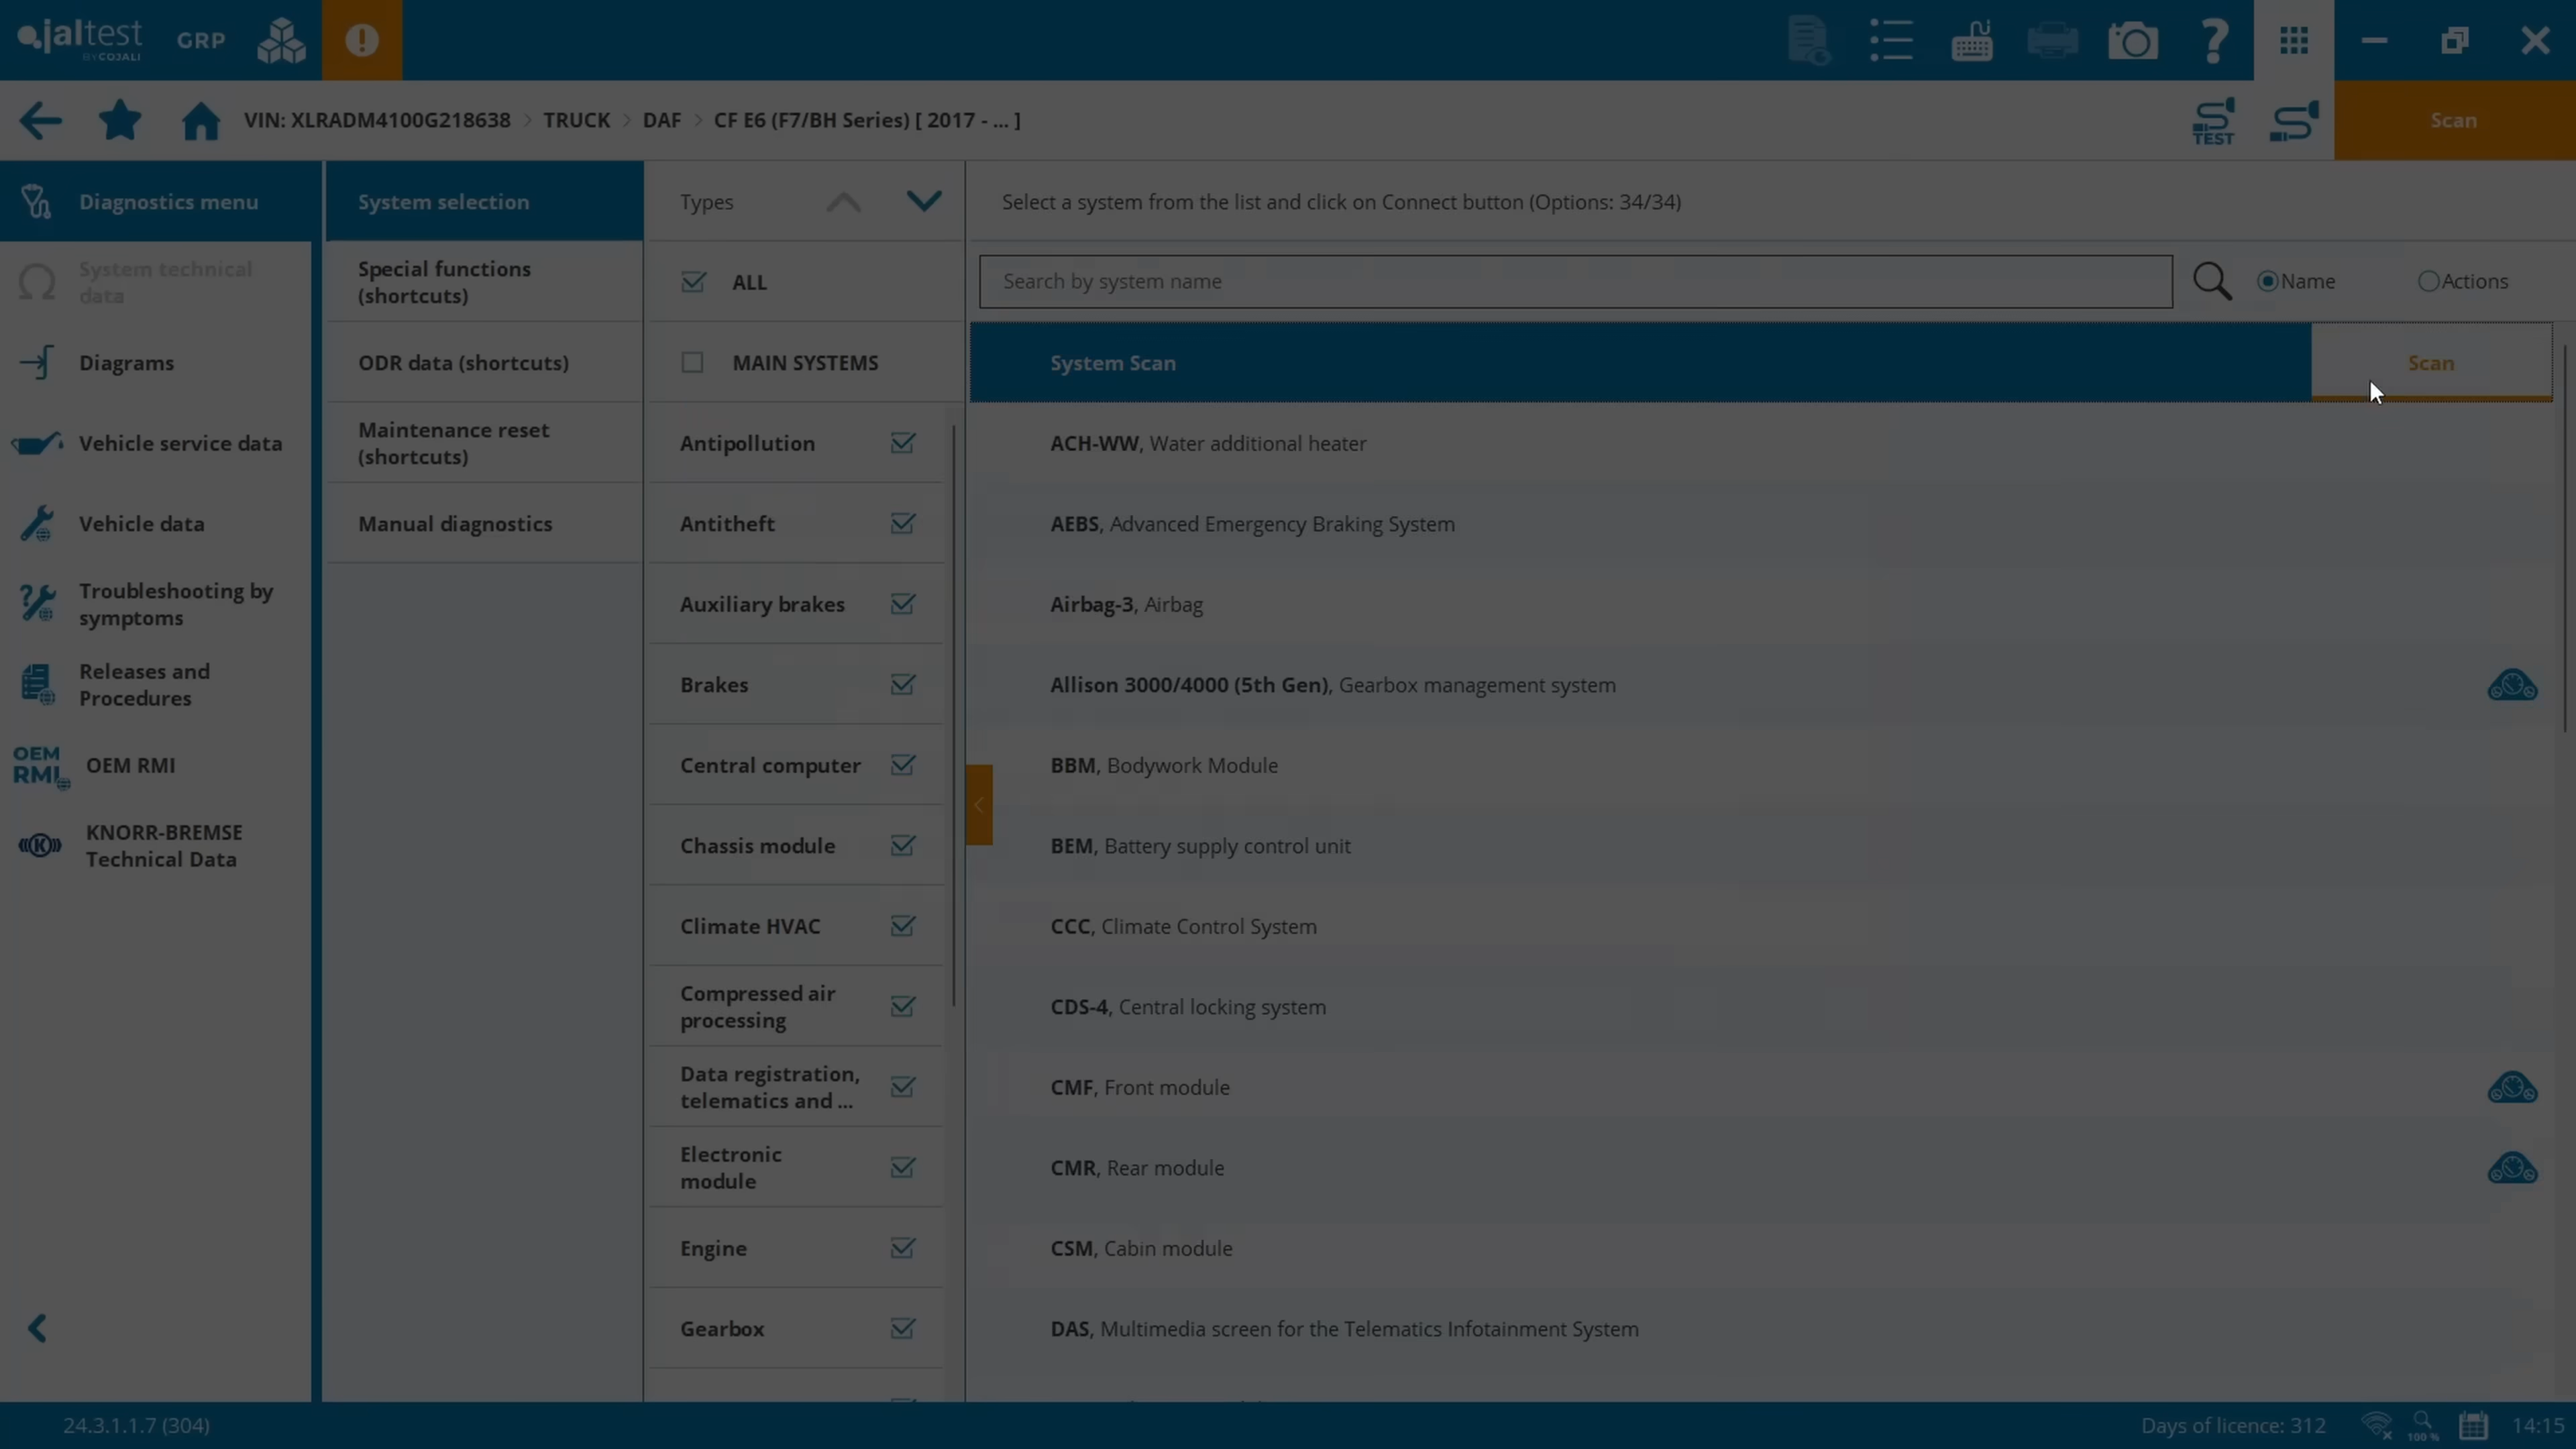 jaltest
BY COJALI
GRP
VIN: XLRADM4100G218638 > TRUCK > DAF > CF E6 (F7/BH Series) [ 2017 - ... ]
TEST
Scan
Diagnostics menu
System technical
data
Diagrams
Vehicle service data
Vehicle data
Troubleshooting by
symptoms
Releases and
Procedures
OEM
RMI
OEM RMI
KNORR-BREMSE
Technical Data
System selection
Special functions
(shortcuts)
ODR data (shortcuts)
Maintenance reset
(shortcuts)
Manual diagnostics
Types
ALL
MAIN SYSTEMS
Antipollution
Antitheft
Auxiliary brakes
Brakes
Central computer
Chassis module
Climate HVAC
Compressed air
processing
Data registration,
telematics and ...
Electronic
module
Engine
Gearbox
Select a system from the list and click on Connect button (Options: 34/34)
Search by system name
Name
Actions
System Scan
Scan
ACH-WW, Water additional heater
AEBS, Advanced Emergency Braking System
Airbag-3, Airbag
Allison 3000/4000 (5th Gen), Gearbox management system
BBM, Bodywork Module
BEM, Battery supply control unit
CCC, Climate Control System
CDS-4, Central locking system
CMF, Front module
CMR, Rear module
CSM, Cabin module
DAS, Multimedia screen for the Telematics Infotainment System
24.3.1.1.7 (304)
Days of licence: 312
100 %
14:15